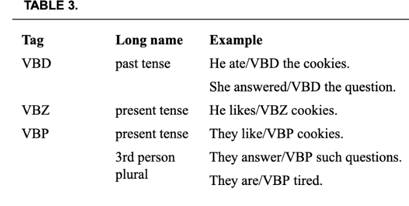 TABLE 3.
Tag Long name Example
VBD past tense He ate/VBD the cookies.
She answered/VBD the question.
VBZ present tense He likes/VBZ cookies.
VBP present tense They like/VBP cookies.
3rd person They answer/VBP such questions.
plural
They are/VBP tired.